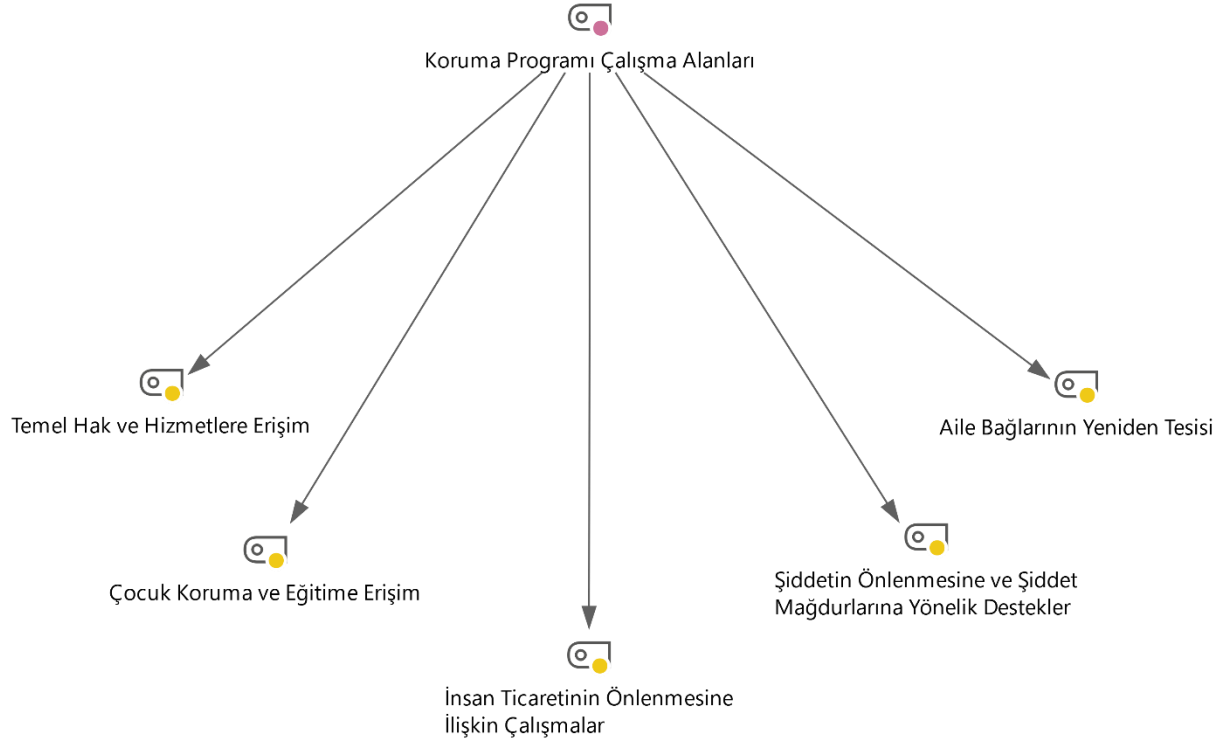 Koruma Programı Çalışma Alanları
Temel Hak ve Hizmetlere Erişim
Aile Bağlarının Yeniden Tesisi
Çocuk Koruma ve Eğitime Erişim
Şiddetin Önlenmesine ve Şiddet
Mağdurlarına Yönelik Destekler
İnsan Ticaretinin Önlenmesine
İlişkin Çalışmalar